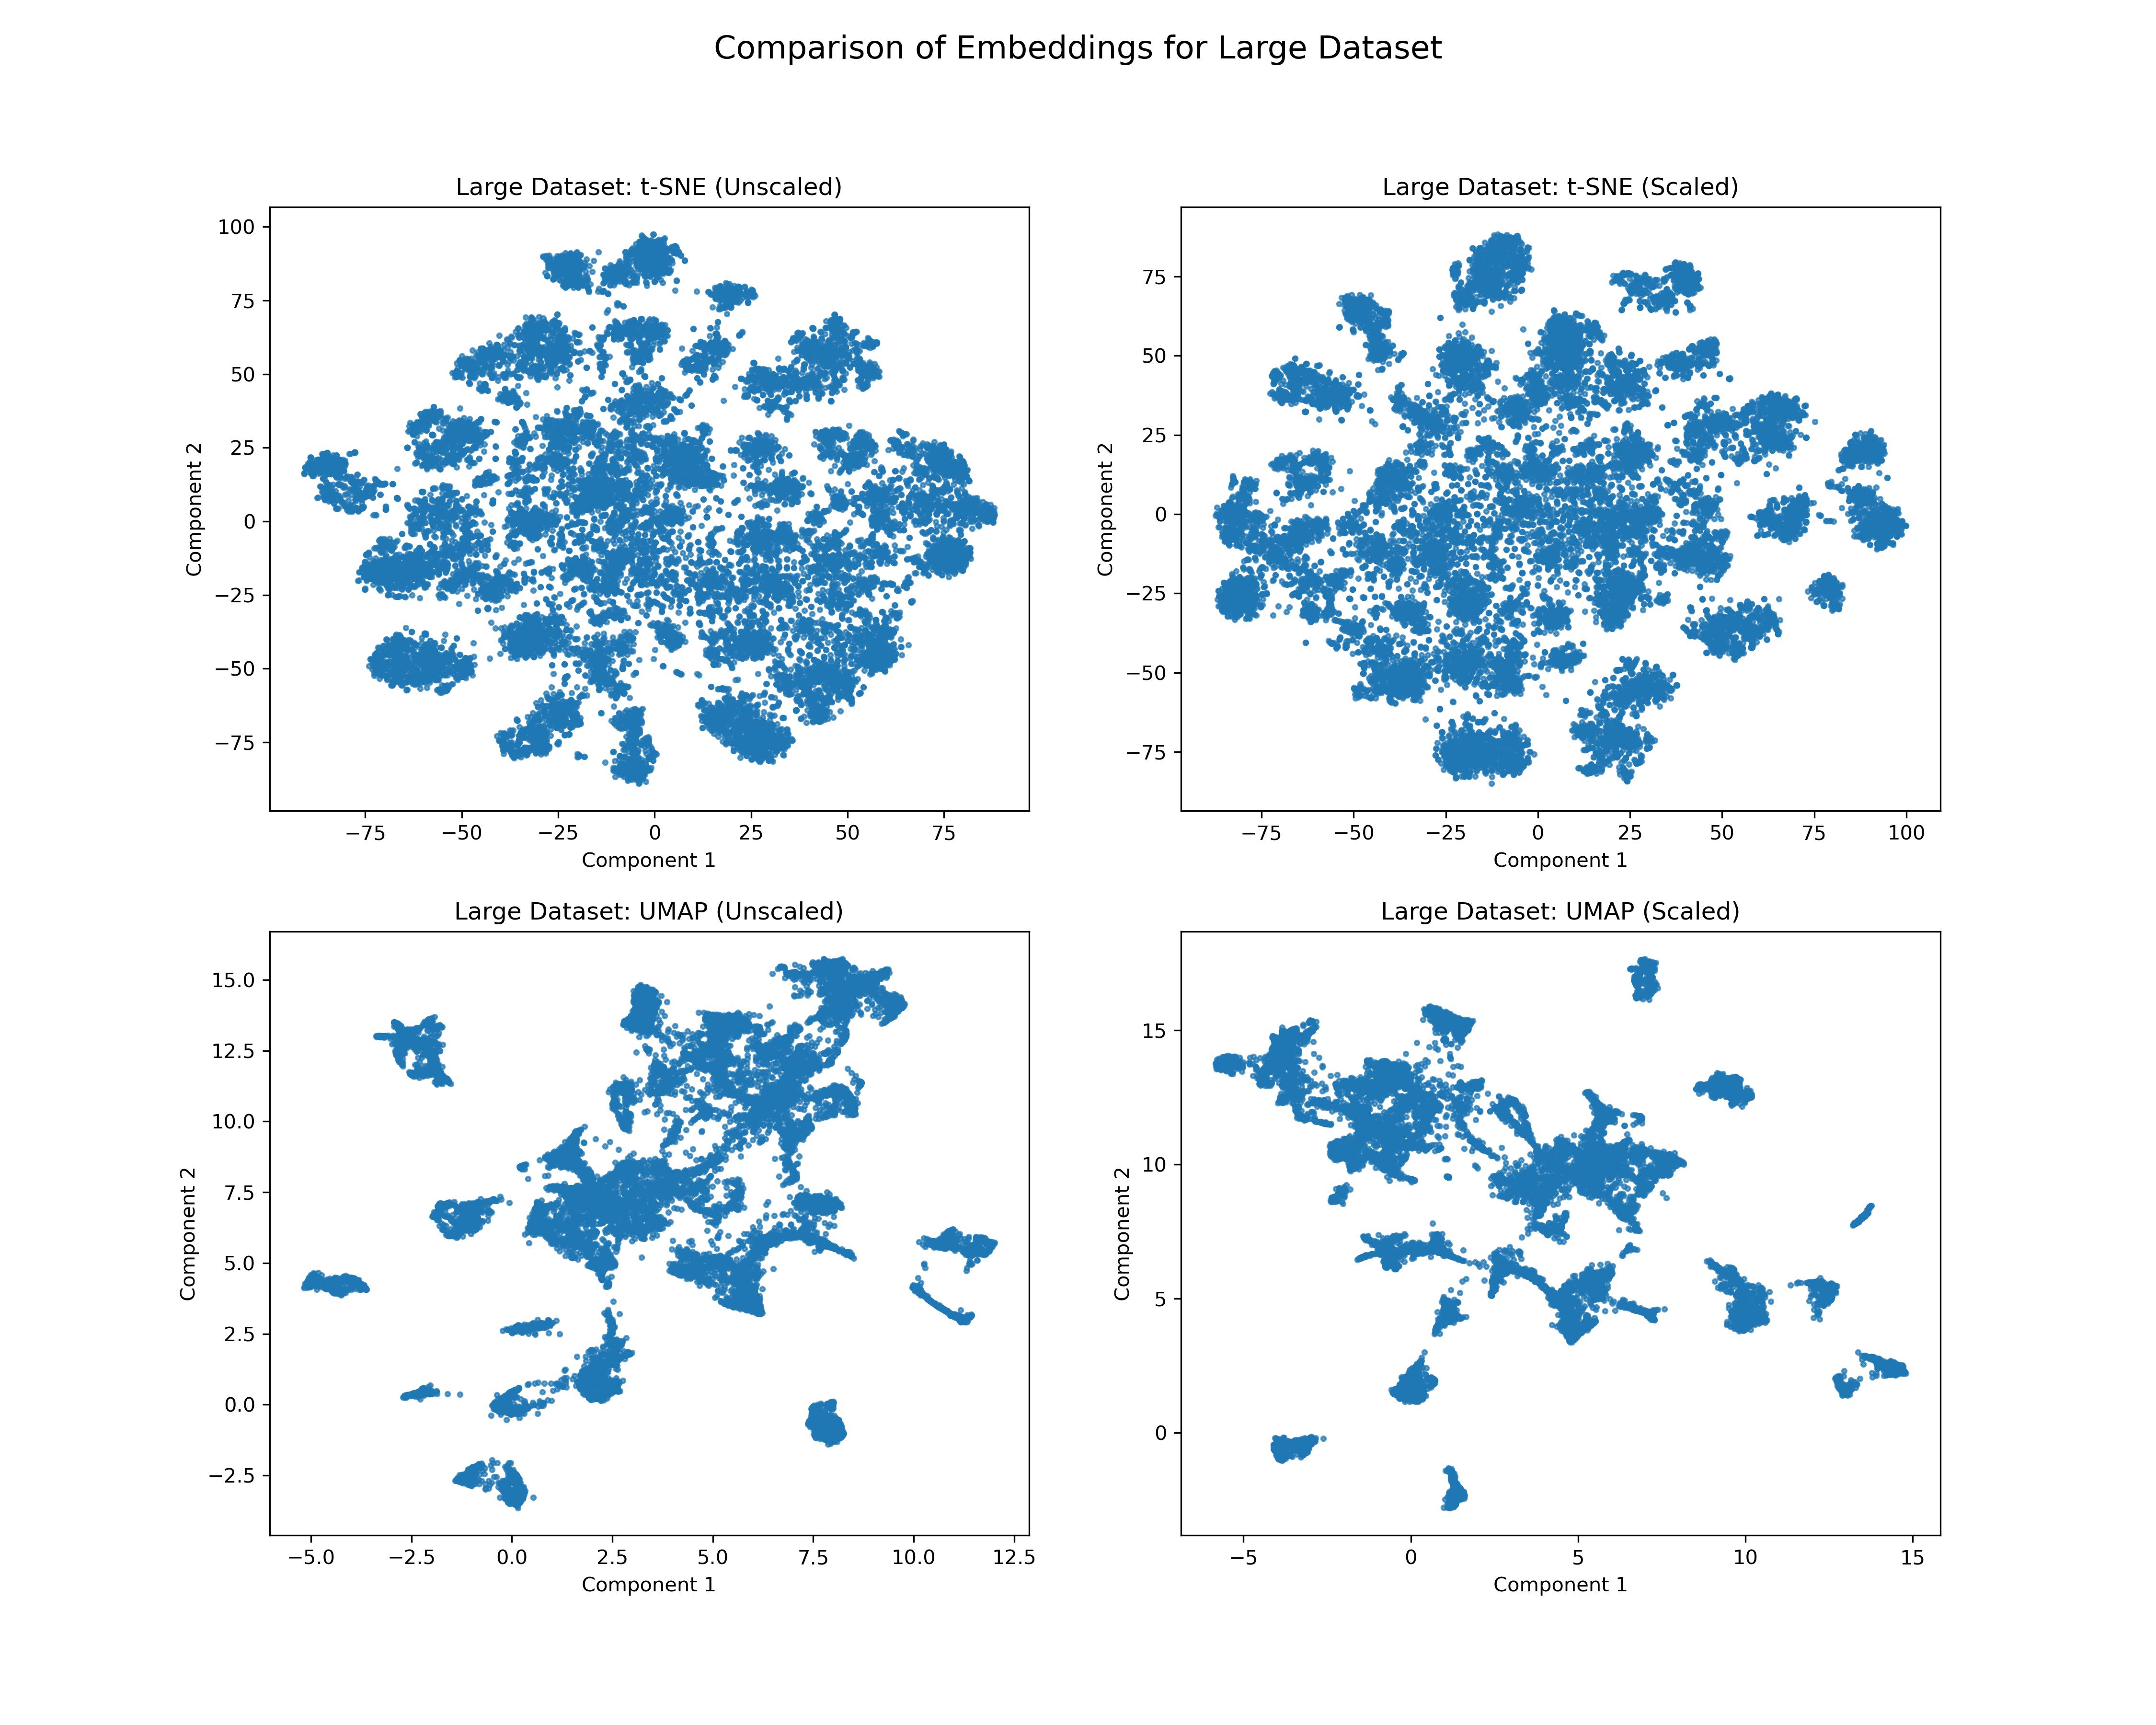 Comparison of Embeddings for Large Dataset
Large Dataset: t-SNE (Unscaled)
100
75
50
25
0
−25
−50
−75
Component 2
−75 −50 −25 0 25 50 75
Component 1
Large Dataset: t-SNE (Scaled)
75
50
25
0
−25
−50
−75
Component 2
−75 −50 −25 0 25 50 75 100
Component 1
Large Dataset: UMAP (Unscaled)
15.0
12.5
10.0
7.5
5.0
2.5
0.0
−2.5
Component 2
−5.0 −2.5 0.0 2.5 5.0 7.5 10.0 12.5
Component 1
Large Dataset: UMAP (Scaled)
15
10
5
0
Component 2
−5 0 5 10 15
Component 1